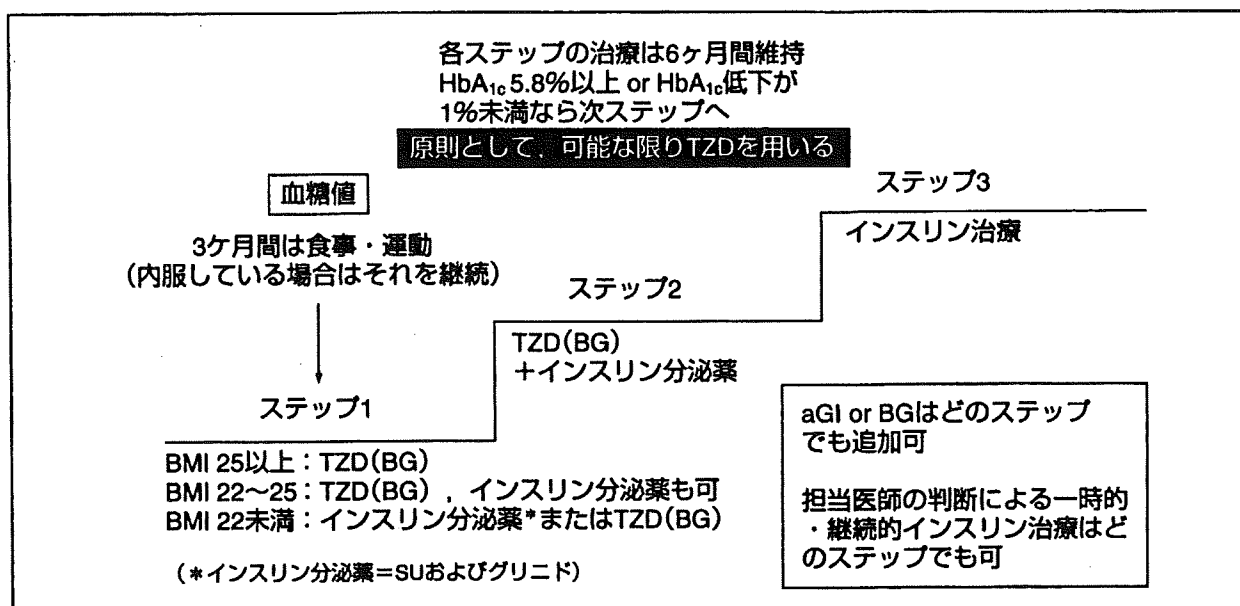 各ステップの治療は6ヶ月間維持
HbA1c 5.8%以上 or HbA1c低下が
1%未満なら次ステップへ
原則として，可能な限りTZDを用いる
血糖値
3ケ月間は食事・運動
(内服している場合はそれを継続)
ステップ1
BMI 25以上：TZD(BG)
BMI 22〜25：TZD(BG)，インスリン分泌薬も可
BMI 22未満：インスリン分泌薬*またはTZD(BG)
(*インスリン分泌薬＝SUおよびグリニド)
ステップ2
TZD(BG)
＋インスリン分泌薬
ステップ3
インスリン治療
aGI or BGはどのステップ
でも追加可
担当医師の判断による一時的
・継続的インスリン治療はど
のステップでも可